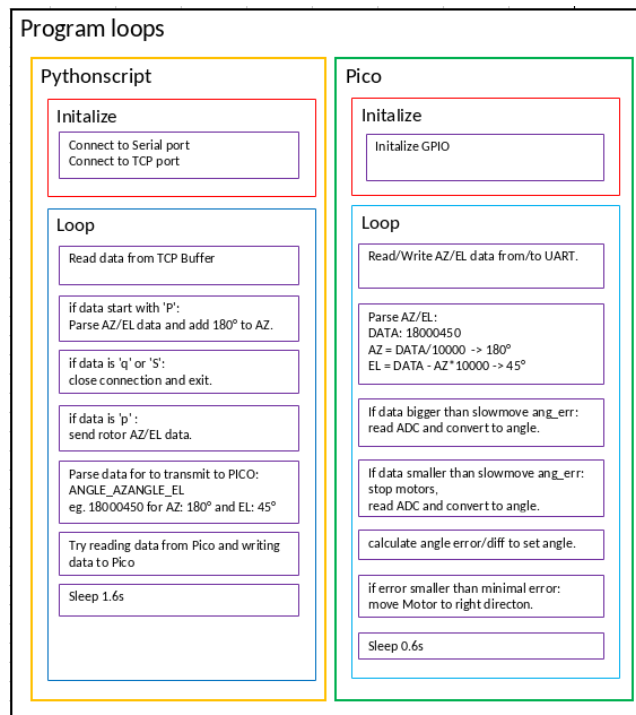 Program loops
Pythonscript
Initalize
Connect to Serial port
Connect to TCP port
Loop
Read data from TCP Buffer
if data start with 'P':
Parse AZ/EL data and add 180° to AZ.
if data is 'q' or 'S':
close connection and exit.
if data is 'p' :
send rotor AZ/EL data.
Parse data for to transmit to PICO:
ANGLE_AZANGLE_EL
eg. 18000450 for AZ: 180° and EL: 45°
Try reading data from Pico and writing
data to Pico
Sleep 1.6s
Pico
Initalize
Initalize GPIO
Loop
Read/Write AZ/EL data from/to UART.
Parse AZ/EL:
DATA: 18000450
AZ = DATA/10000 -> 180°
EL = DATA - AZ*10000 -> 45°
If data bigger than slowmove ang_err:
read ADC and convert to angle.
If data smaller than slowmove ang_err:
stop motors,
read ADC and convert to angle.
calculate angle error/diff to set angle.
if error smaller than minimal error:
move Motor to right directon.
Sleep 0.6s